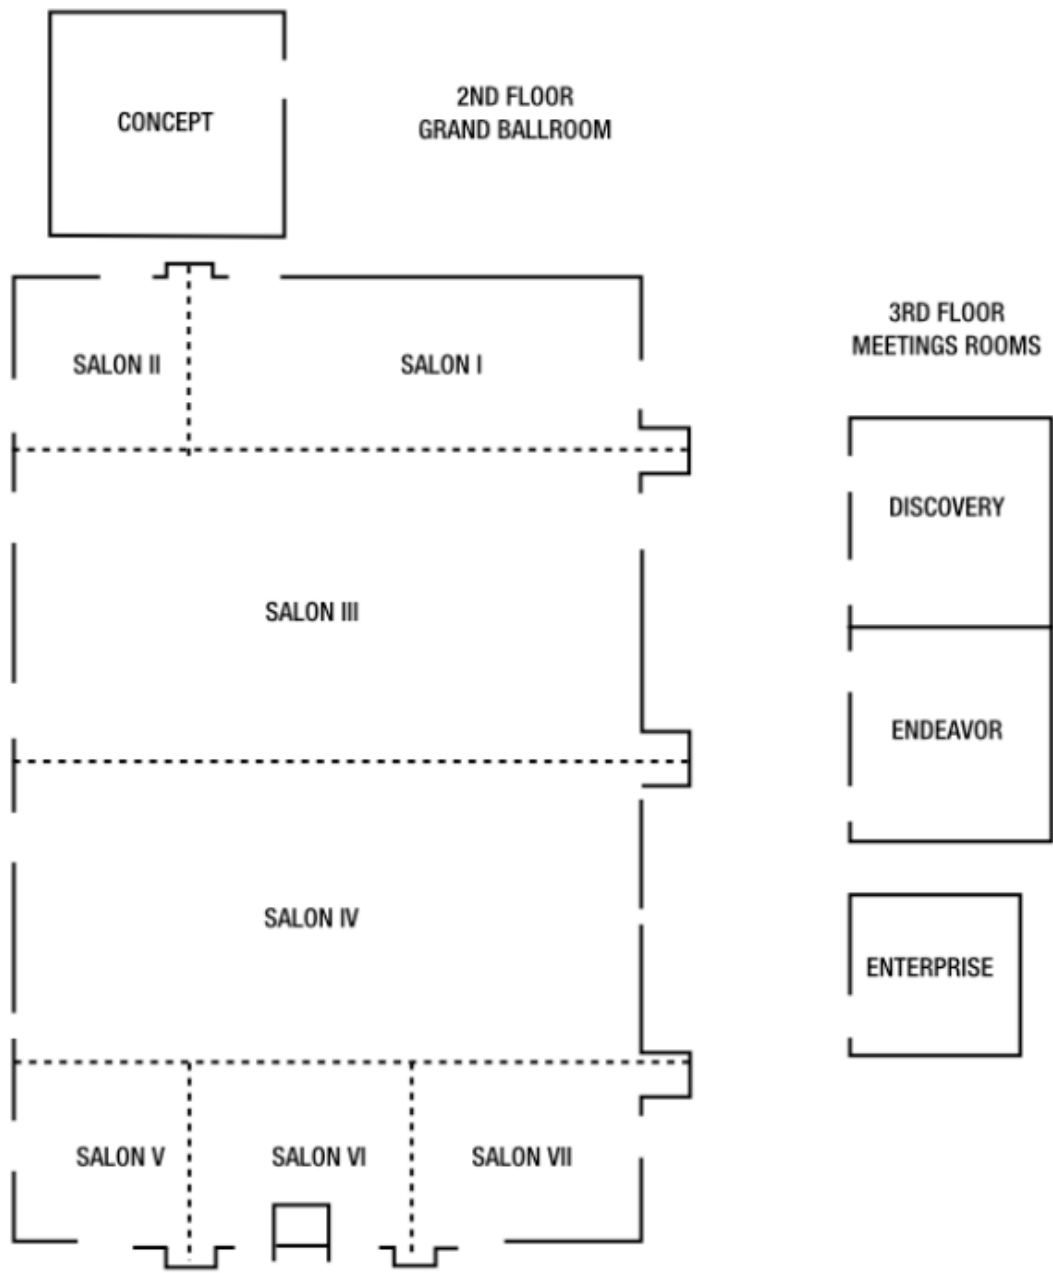 CONCEPT
2ND FLOOR
GRAND BALLROOM
SALON II
SALON I
3RD FLOOR
MEETINGS ROOMS
DISCOVERY
SALON III
ENDEAVOR
SALON IV
ENTERPRISE
SALON V
SALON VI
SALON VII